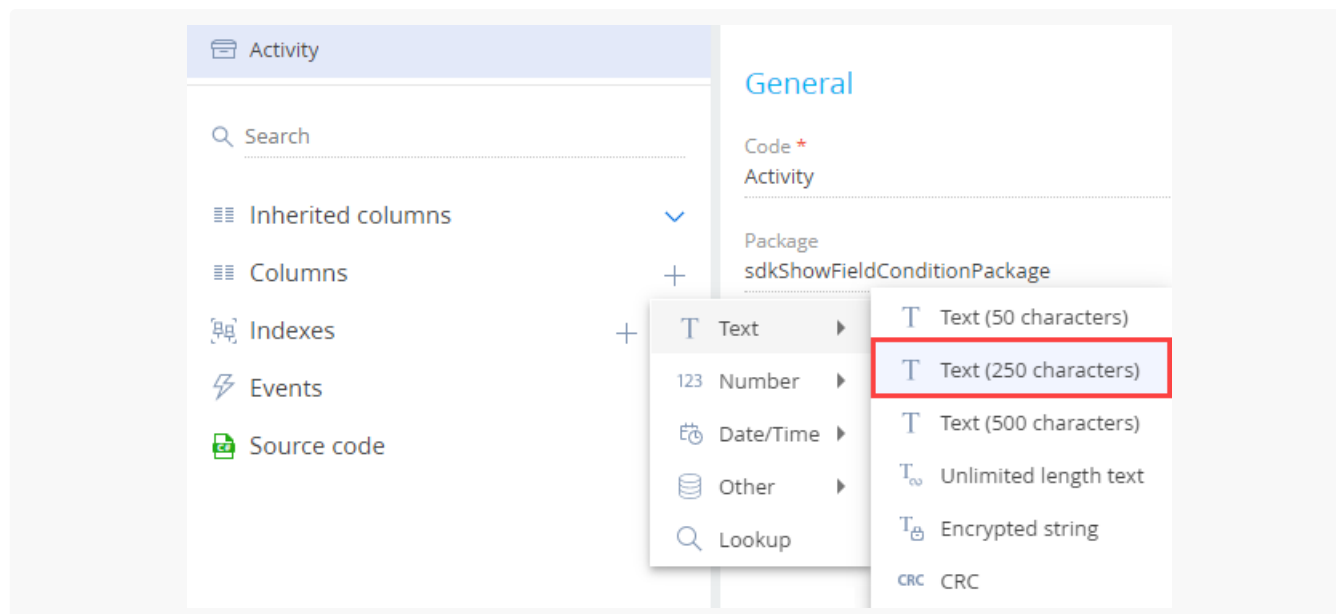 Activity
Search
Inherited columns
Columns
Indexes
Events
Source code
General
Code *
Activity
Package
sdkShowFieldConditionPackage
T Text
123 Number
Date/Time
Other
Lookup
T Text (50 characters)
T Text (250 characters)
T Text (500 characters)
T Unlimited length text
T Encrypted string
CRC CRC